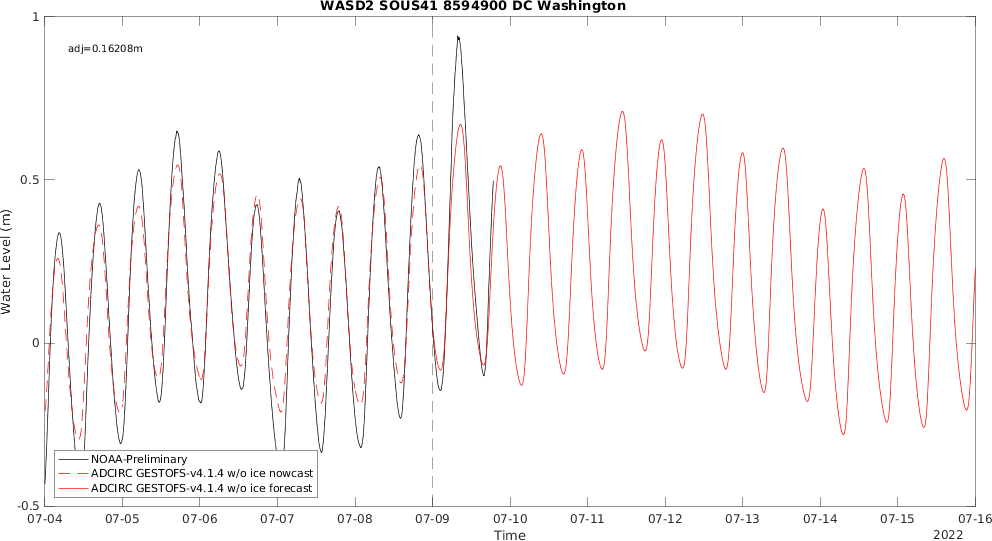 WASD2 SOUS41 8594900 DC Washington
adj=0.16208m
1
0.5
0
-0.5
Water Level (m)
NOAA-Preliminary
ADCIRC GESTOFS-v4.1.4 w/o ice nowcast
ADCIRC GESTOFS-v4.1.4 w/o ice forecast
07-04 07-05 07-06 07-07 07-08 07-09 07-10 07-11 07-12 07-13 07-14 07-15 07-16
Time
2022